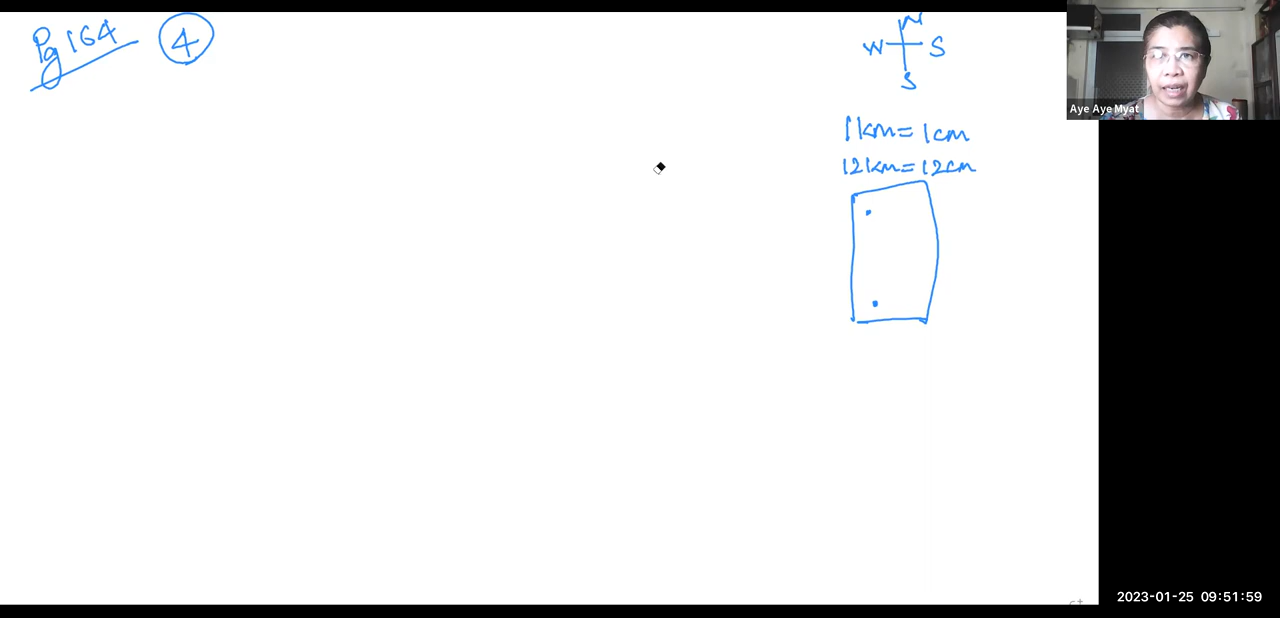 Pg 164 4
N
W S
S
1km = 1cm
12km = 12cm
Aye Aye Myat
2023-01-25 09:51:59